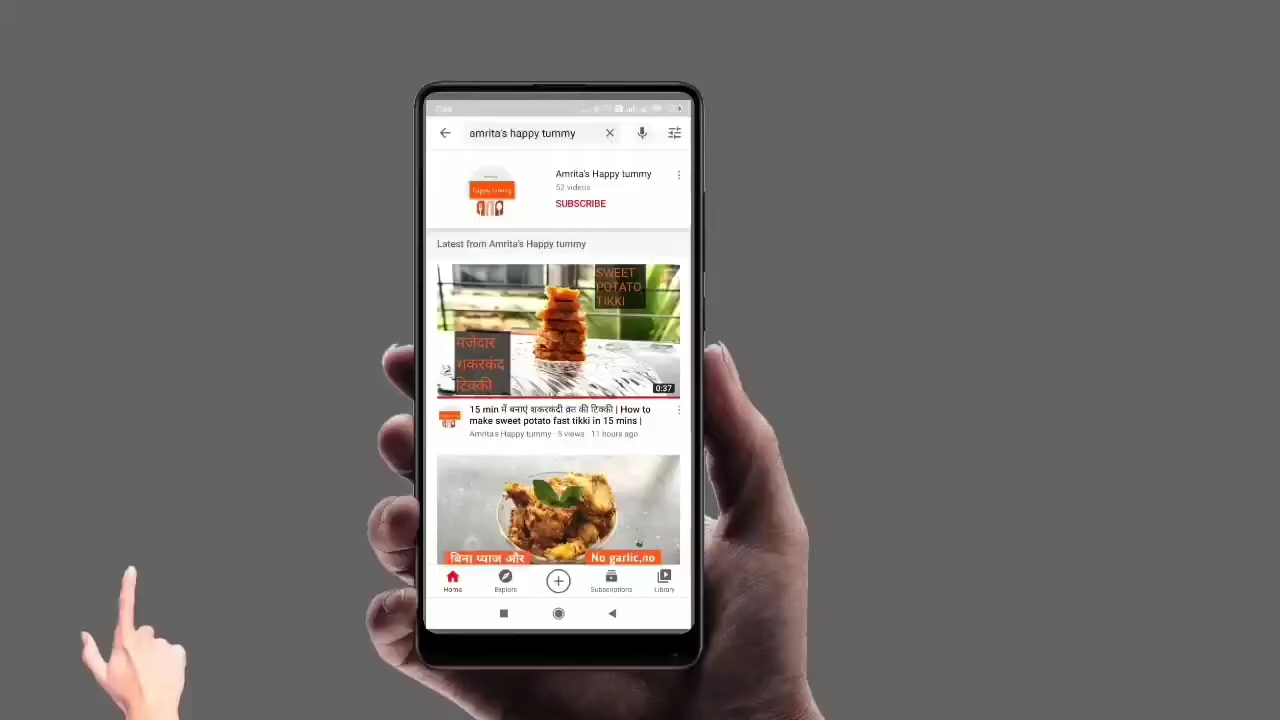 amrita's happy tummy
Happy tummy
Amrita's Happy tummy
52 videos
SUBSCRIBE
Latest from Amrita's Happy tummy
SWEET
POTATO
TIKKI
मजेदार
शकरकंद
टिक्की
0:37
15 min में बनाएं शकरकंदी व्रत की टिक्की | How to
make sweet potato fast tikki in 15 mins |
Amrita's Happy tummy · 5 views · 11 hours ago
बिना प्याज और
No garlic,no
Home
Explore
Subscriptions
Library